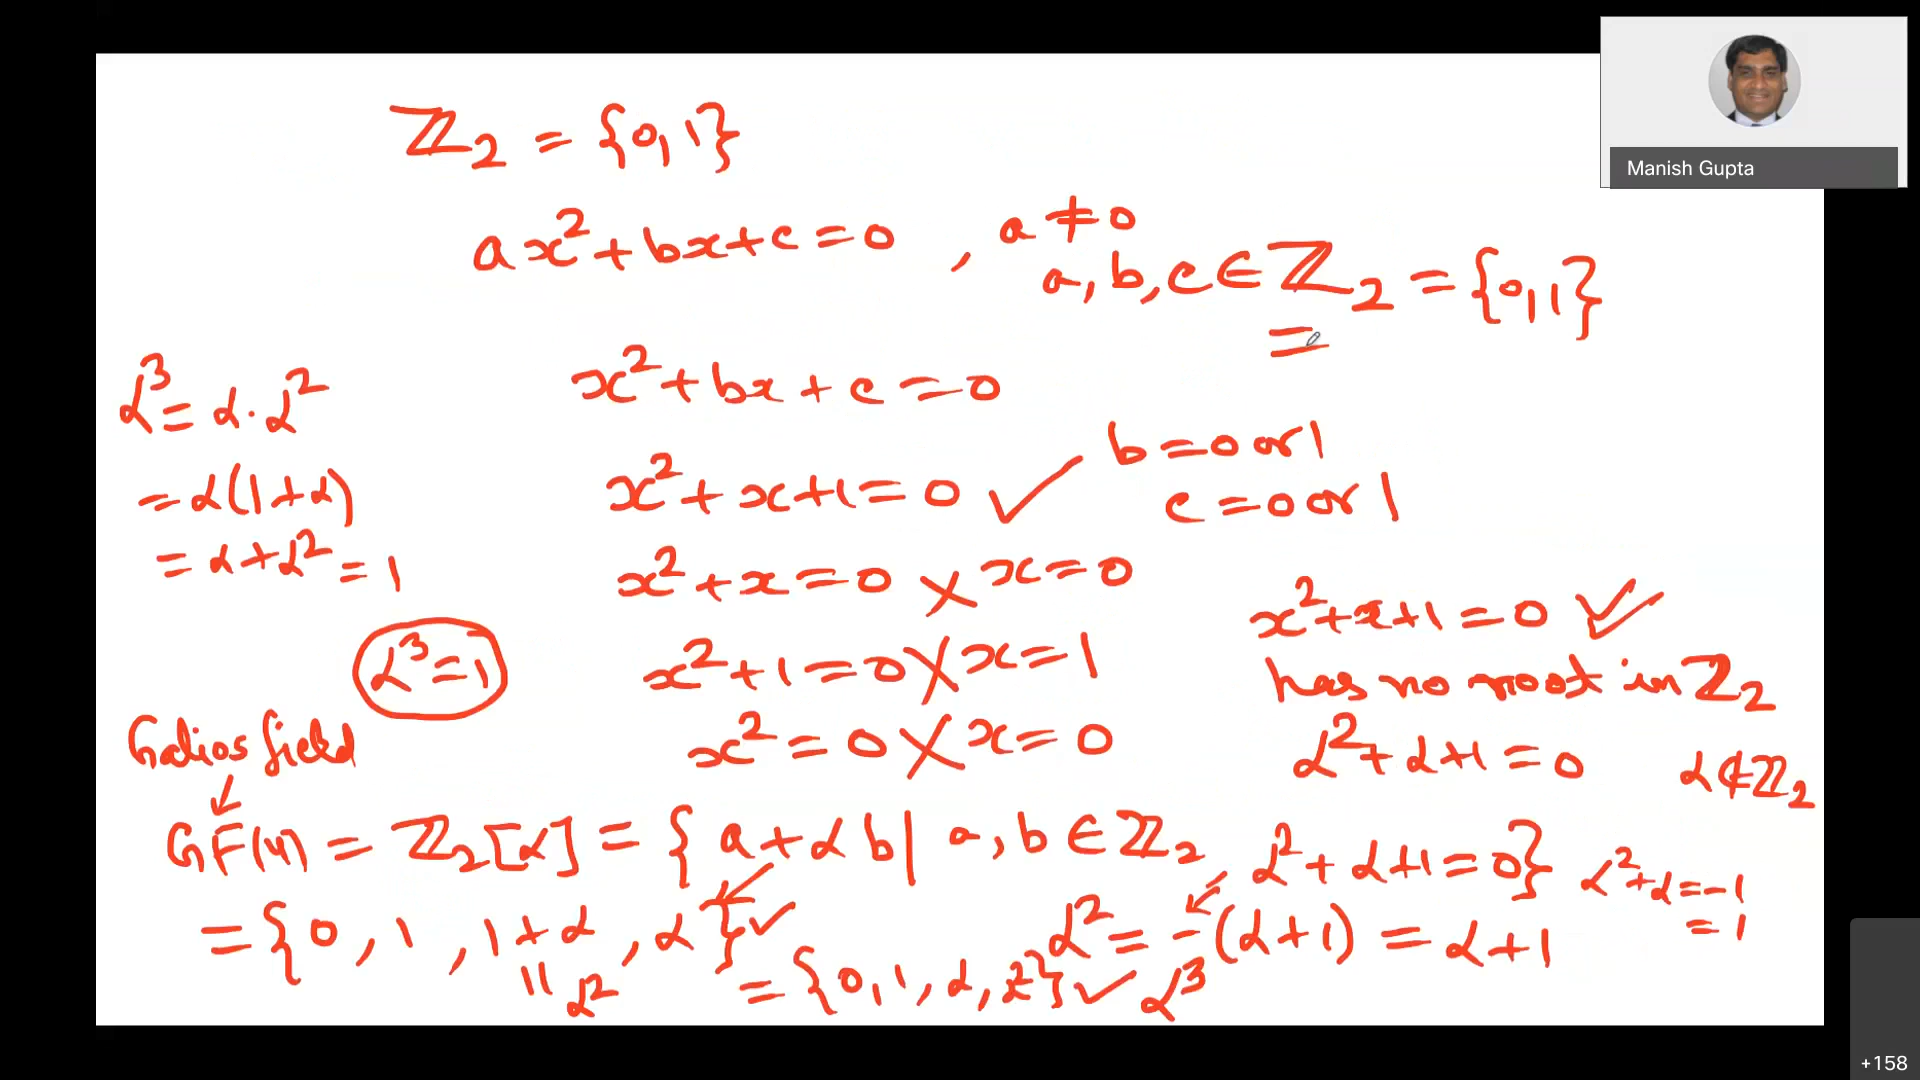 ℤ₂ = {0, 1}
ax² + bx + c = 0 , a ≠ 0
a, b, c ∈ ℤ₂ = {0, 1}
x² + bx + c = 0
b = 0 or 1
c = 0 or 1
x² + x + 1 = 0 ✓
x² + x = 0 ✗ x = 0
x² + 1 = 0 ✗ x = 1
x² = 0 ✗ x = 0
α³ = α · α²
= α(1 + α)
= α + α² = 1
α³ = 1
x² + x + 1 = 0 ✓
has no root in ℤ₂
α² + α + 1 = 0 α ∉ ℤ₂
Galios field
↓
GF(4) = ℤ₂[α] = { a + αb | a, b ∈ ℤ₂ α² + α + 1 = 0}
α² + α = -1
= 1
= {0, 1, 1 + α, α} ✓
|| α²
α² = -(α + 1) = α + 1
= {0, 1, α, α²} ✓ α³
Manish Gupta
+158